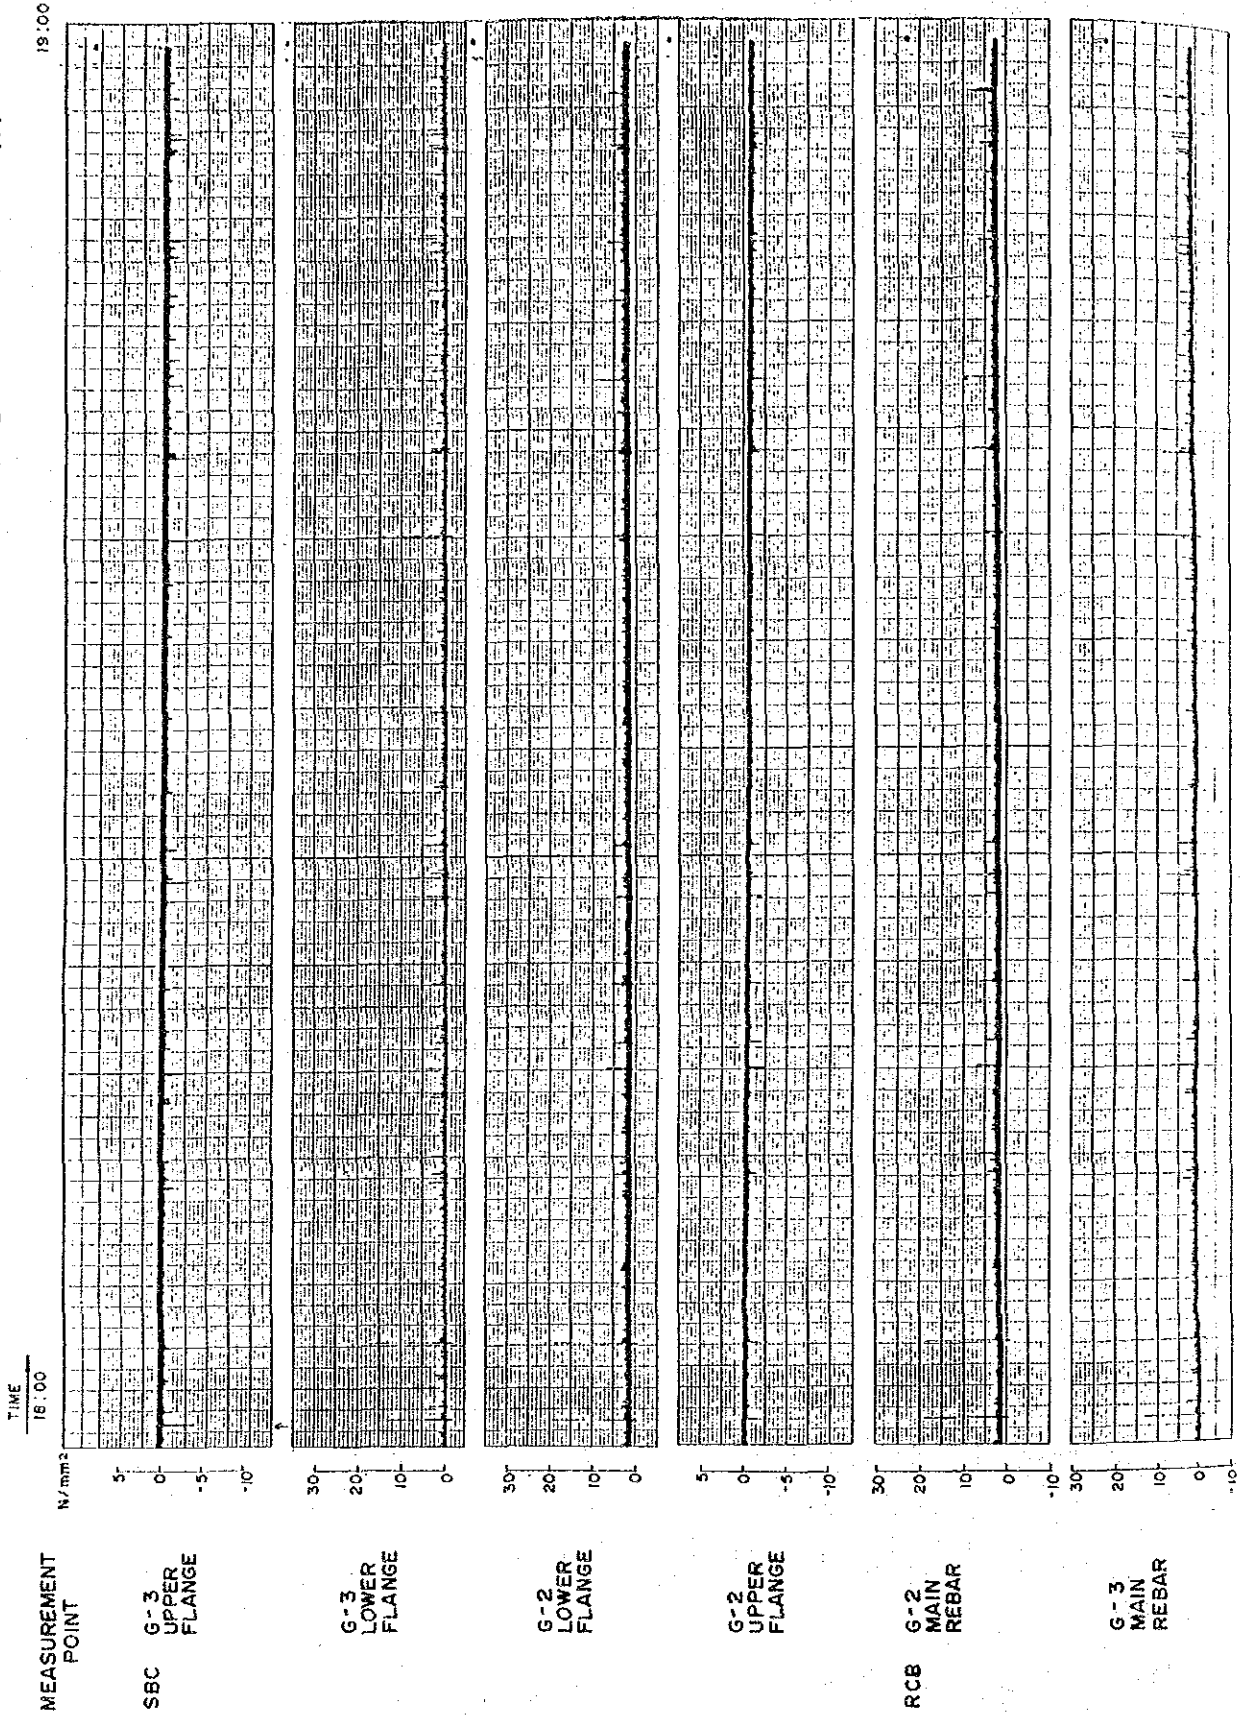 TIME
18:00
19:00
MEASUREMENT
POINT
N/mm²
SBC
G-3
UPPER
FLANGE
5
0
-5
-10
G-3
LOWER
FLANGE
30
20
10
0
G-2
LOWER
FLANGE
30
20
10
0
G-2
UPPER
FLANGE
5
0
-5
-10
RCB
G-2
MAIN
REBAR
30
20
10
0
-10
G-3
MAIN
REBAR
30
20
10
0
-10